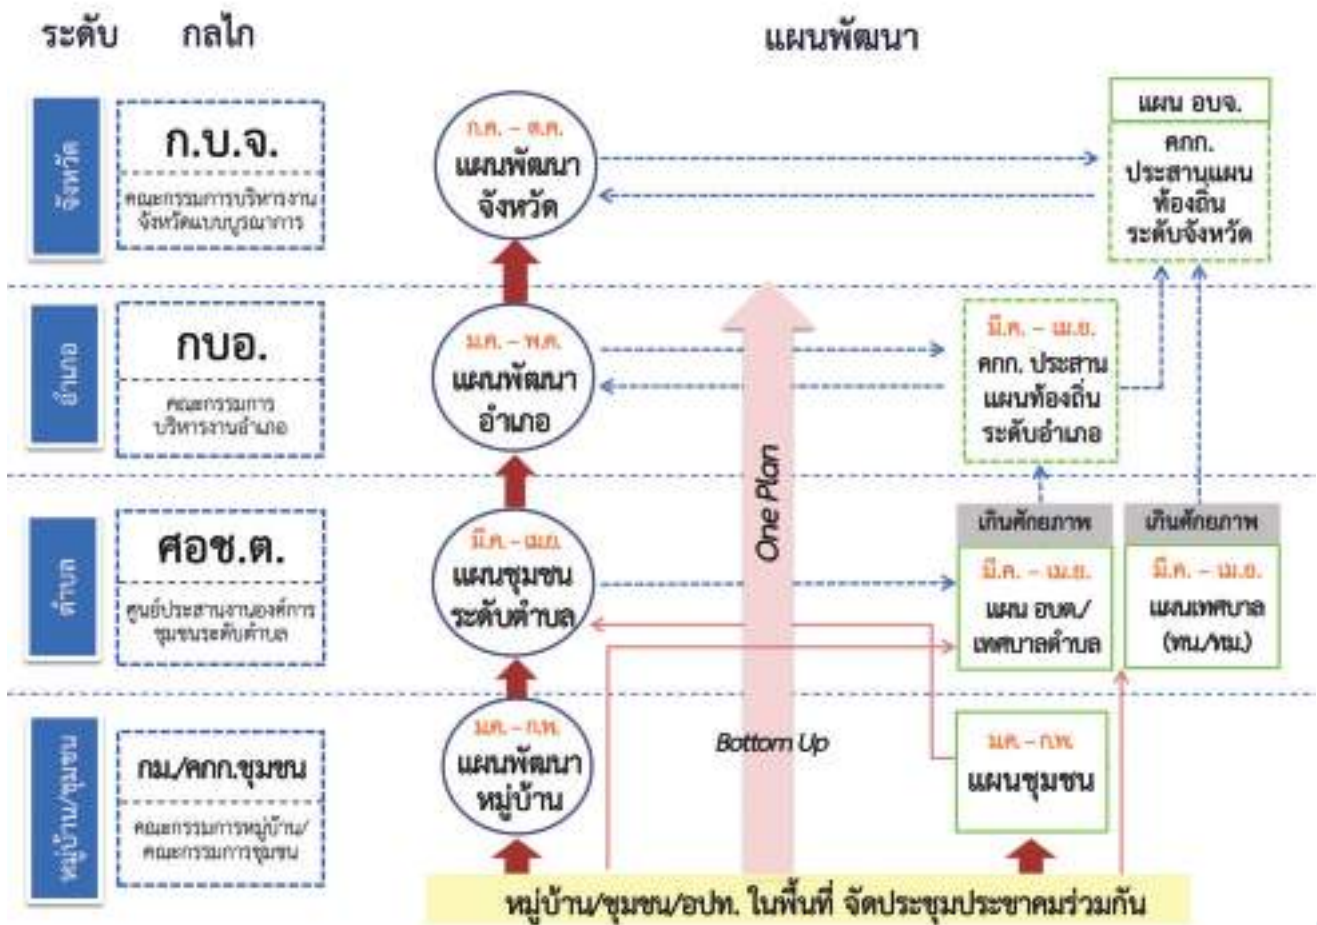 ระดับ กลไก แผนพัฒนา
จังหวัด
ก.บ.จ.
คณะกรรมการบริหารงาน
จังหวัดแบบบูรณาการ
ก.ค. - ต.ค.
แผนพัฒนา
จังหวัด
แผน อบจ.
คกก.
ประสานแผน
ท้องถิ่น
ระดับจังหวัด
อำเภอ
กบอ.
คณะกรรมการ
บริหารงานอำเภอ
ม.ค. - พ.ค.
แผนพัฒนา
อำเภอ
มี.ค. - เม.ย.
คกก. ประสาน
แผนท้องถิ่น
ระดับอำเภอ
One Plan
ตำบล
ศอช.ต.
ศูนย์ประสานงานองค์การ
ชุมชนระดับตำบล
มี.ค. - เม.ย.
แผนชุมชน
ระดับตำบล
เกินศักยภาพ
มี.ค. - เม.ย.
แผน อบต./
เทศบาลตำบล
เกินศักยภาพ
มี.ค. - เม.ย.
แผนเทศบาล
(ทน./ทม.)
หมู่บ้าน/ชุมชน
กม./คกก.ชุมชน
คณะกรรมการหมู่บ้าน/
คณะกรรมการชุมชน
ม.ค. - ก.พ.
แผนพัฒนา
หมู่บ้าน
Bottom Up
ม.ค. - ก.พ.
แผนชุมชน
หมู่บ้าน/ชุมชน/อปท. ในพื้นที่ จัดประชุมประชาคมร่วมกัน